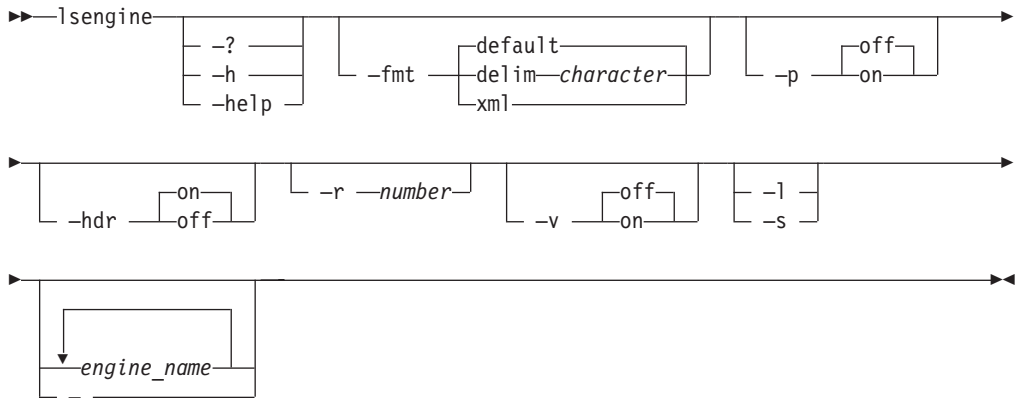 lsengine
–?
–h
–help
–fmt
default
delim character
xml
–p
off
on
–hdr
on
off
–r number
–v
off
on
–l
–s
engine_name
–